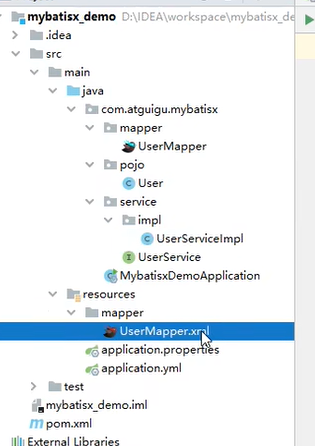 mybatisx_demo D:\IDEA\workspace\mybatisx_de
.idea
src
main
java
com.atguigu.mybatisx
mapper
UserMapper
pojo
User
service
impl
UserServiceImpl
UserService
MybatisxDemoApplication
resources
mapper
UserMapper.xml
application.properties
application.yml
test
mybatisx_demo.iml
pom.xml
External Libraries